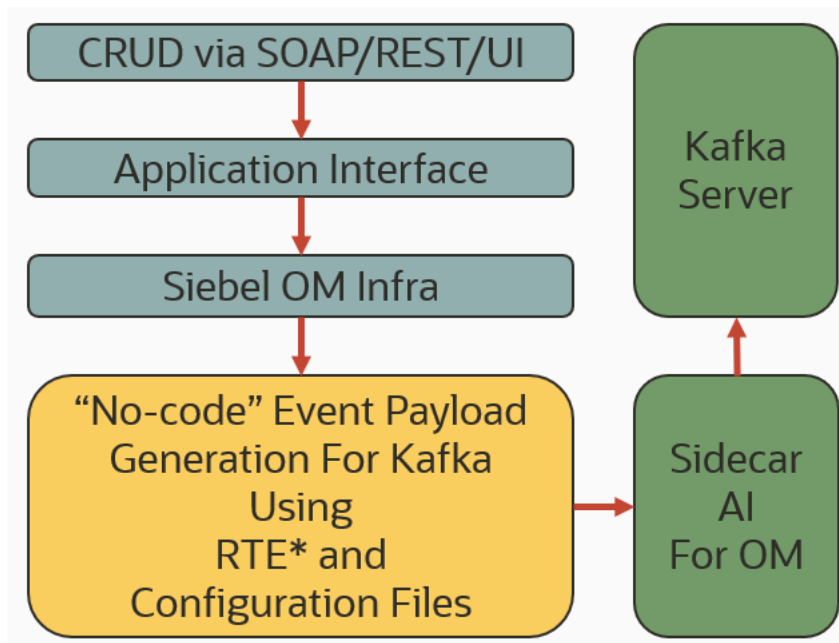 CRUD via SOAP/REST/UI
Application Interface
Siebel OM Infra
“No-code” Event Payload
Generation For Kafka
Using
RTE* and
Configuration Files
Sidecar
AI
For OM
Kafka
Server